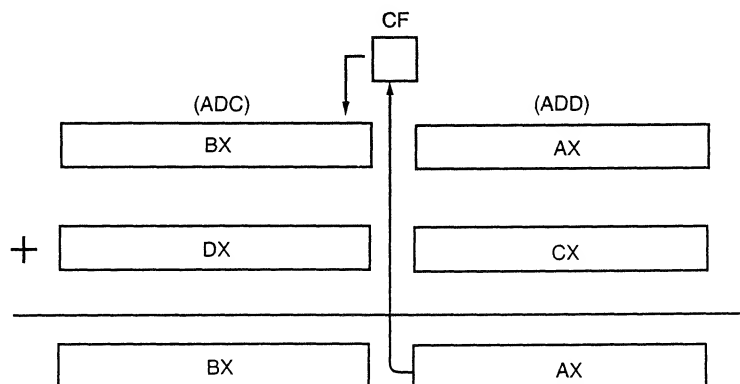 CF
(ADC) (ADD)
BX AX
+ DX CX
BX AX